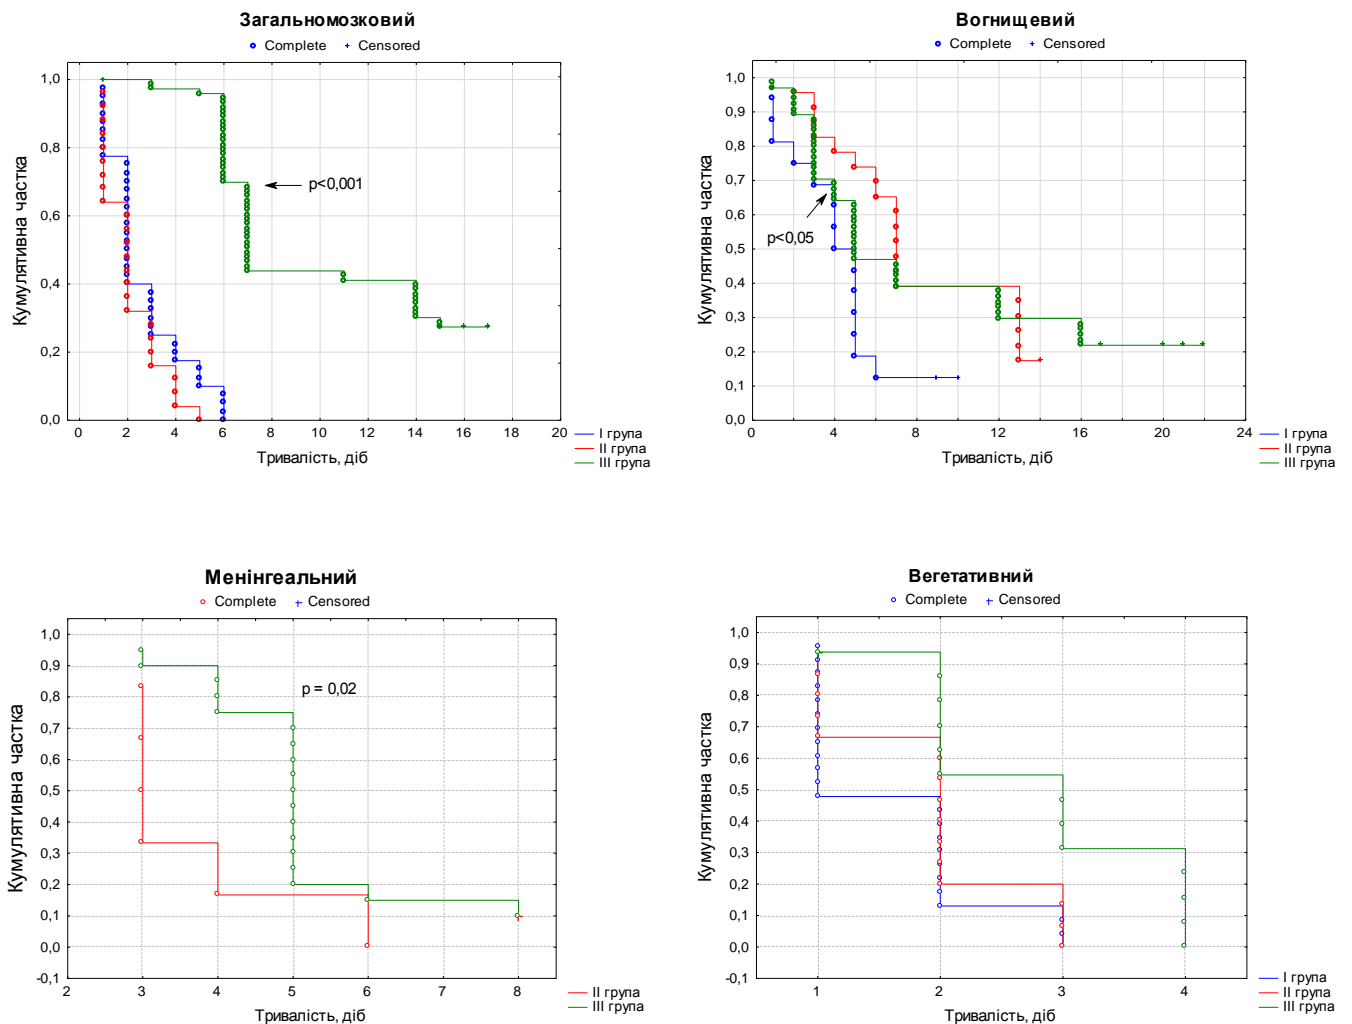 Загальномозковий
Complete Censored
1,0
0,8
0,6
0,4
0,2
0,0
Кумулятивна частка
p<0,001
0 2 4 6 8 10 12 14 16 18 20
Тривалість, діб
I група
II група
III група
Вогнищевий
Complete Censored
1,0
0,9
0,8
0,7
0,6
0,5
0,4
0,3
0,2
0,1
0,0
Кумулятивна частка
p<0,05
0 4 8 12 16 20 24
Тривалість, діб
I група
II група
III група
Менінгеальний
Complete Censored
1,0
0,9
0,8
0,7
0,6
0,5
0,4
0,3
0,2
0,1
0,0
-0,1
Кумулятивна частка
p = 0,02
2 3 4 5 6 7 8
Тривалість, діб
II група
III група
Вегетативний
Complete Censored
1,0
0,9
0,8
0,7
0,6
0,5
0,4
0,3
0,2
0,1
0,0
-0,1
Кумулятивна частка
1 2 3 4
Тривалість, діб
I група
II група
III група